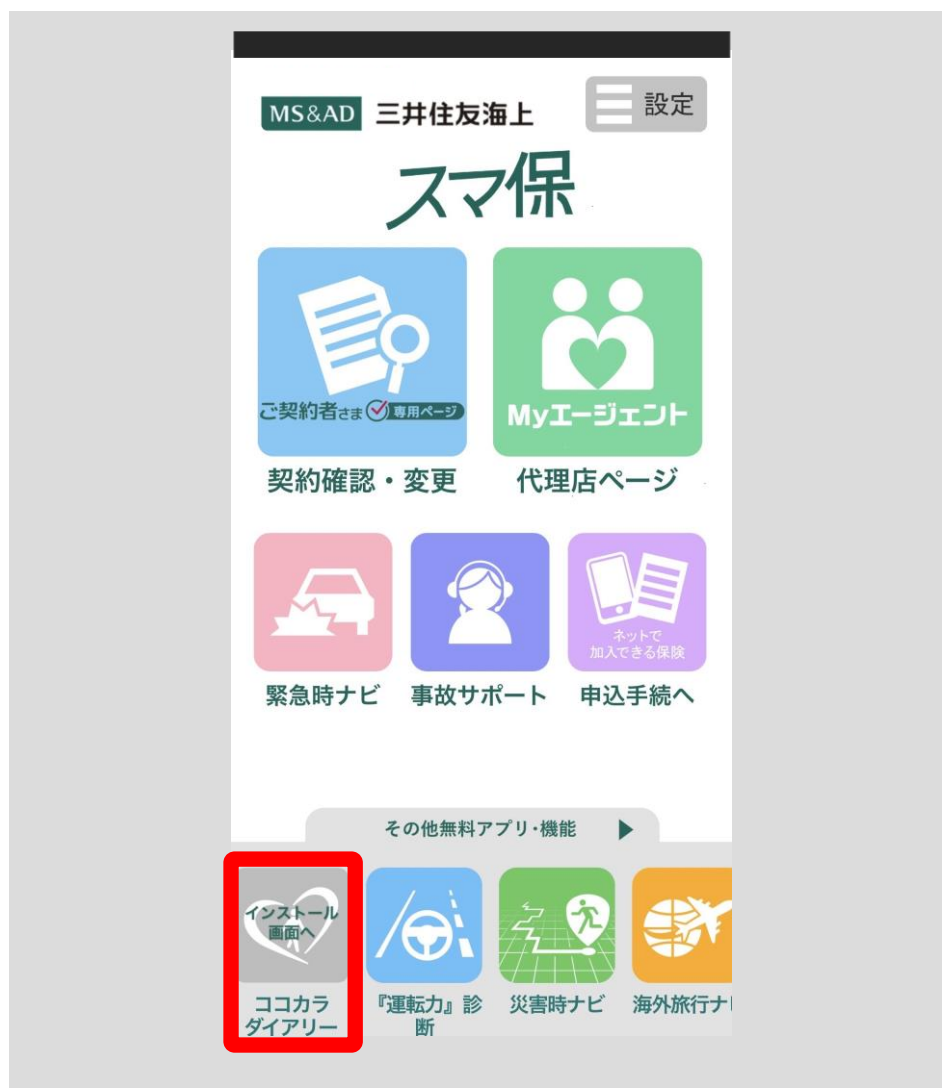 MS&AD 三井住友海上
設定
スマ保
ご契約者さま 専用ページ
Myエージェント
契約確認・変更
代理店ページ
ネットで
加入できる保険
緊急時ナビ
事故サポート
申込手続へ
その他無料アプリ・機能
インストール
画面へ
ココカラ
ダイアリー
『運転力』診
断
災害時ナビ
海外旅行ナ